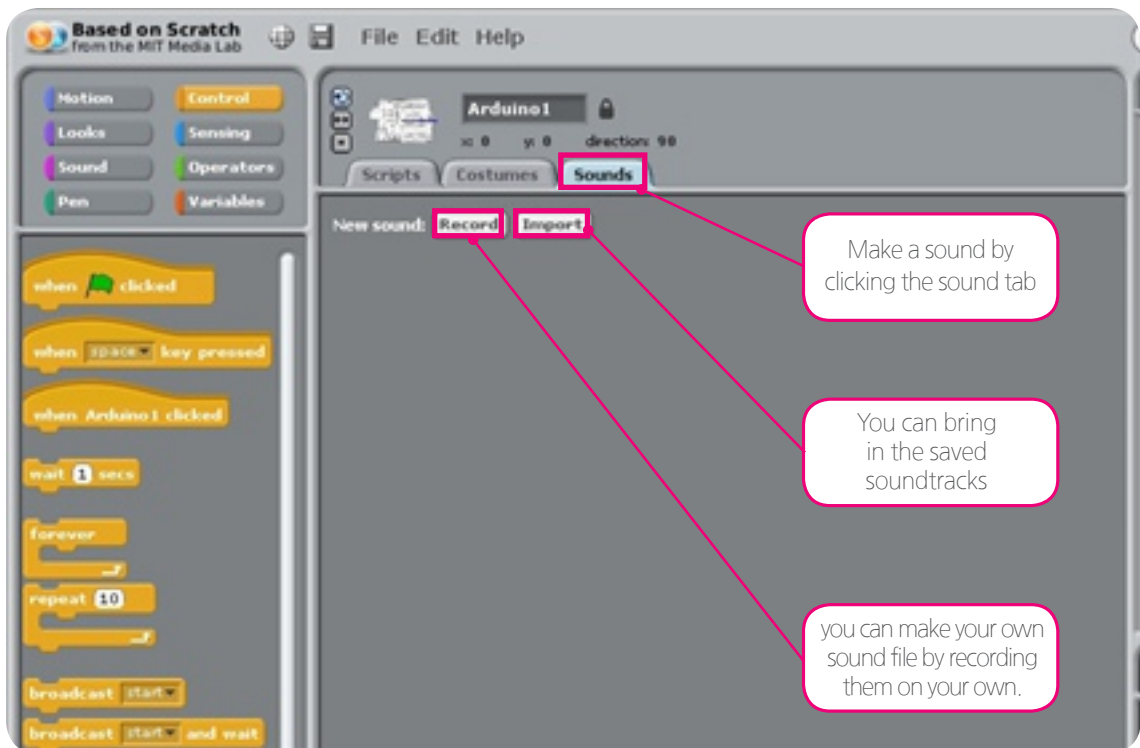 Based on Scratch
from the MIT Media Lab
File Edit Help
Motion Control
Looks Sensing
Sound Operators
Pen Variables
Arduino1
x: 0 y: 0 direction: 90
Scripts Costumes Sounds
New sound: Record Import
Make a sound by
clicking the sound tab
You can bring
in the saved
soundtracks
you can make your own
sound file by recording
them on your own.
when clicked
when space key pressed
when Arduino1 clicked
wait 1 secs
forever
repeat 10
broadcast start
broadcast start and wait